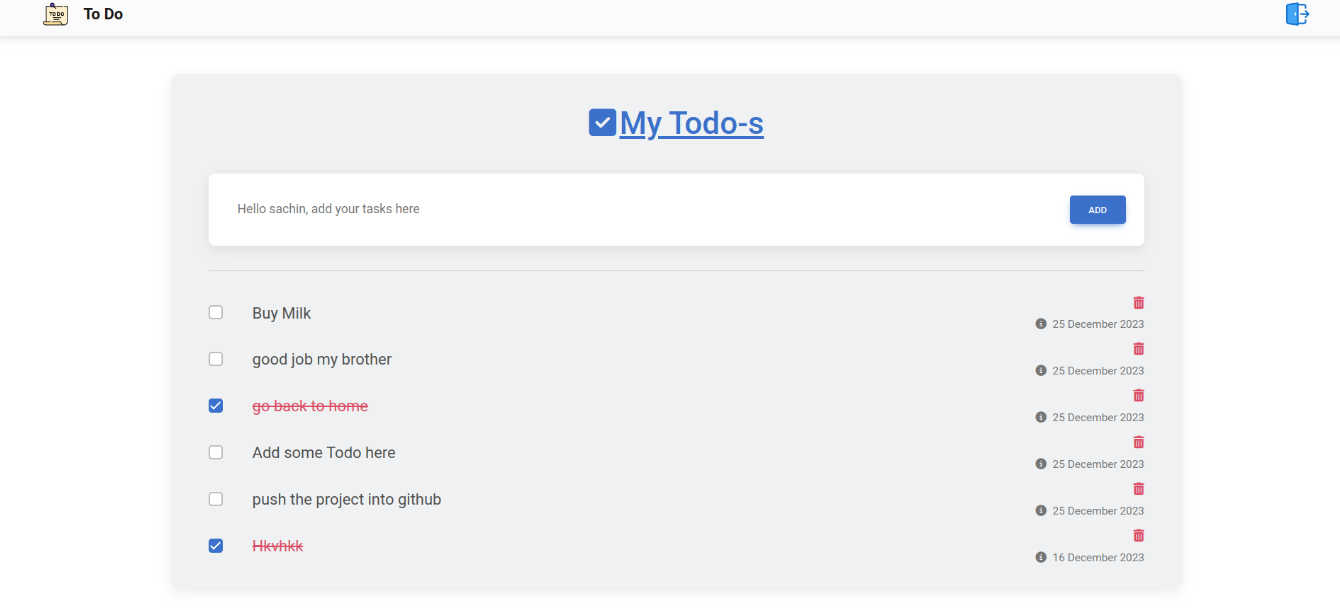 TO DO
To Do
My Todo-s
Hello sachin, add your tasks here
ADD
Buy Milk
25 December 2023
good job my brother
25 December 2023
go back to home
25 December 2023
Add some Todo here
25 December 2023
push the project into github
25 December 2023
Hkvhkk
16 December 2023